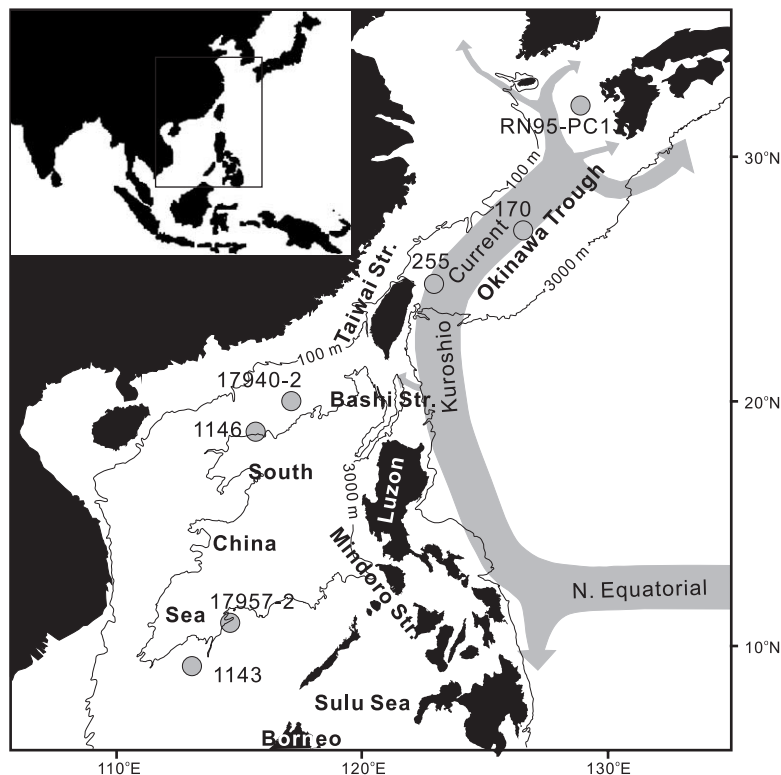 RN95-PC13
30°N
100 m
170
Okinawa Trough
Current
3000 m
255
Taiwai Str.
Kuroshio
100 m
17940-2
Bashi Str.
20°N
1146
South
3000 m
Luzon
China
Mindoro Str.
N. Equatorial
17957-2
Sea
10°N
1143
Sulu Sea
Borneo
110°E
120°E
130°E